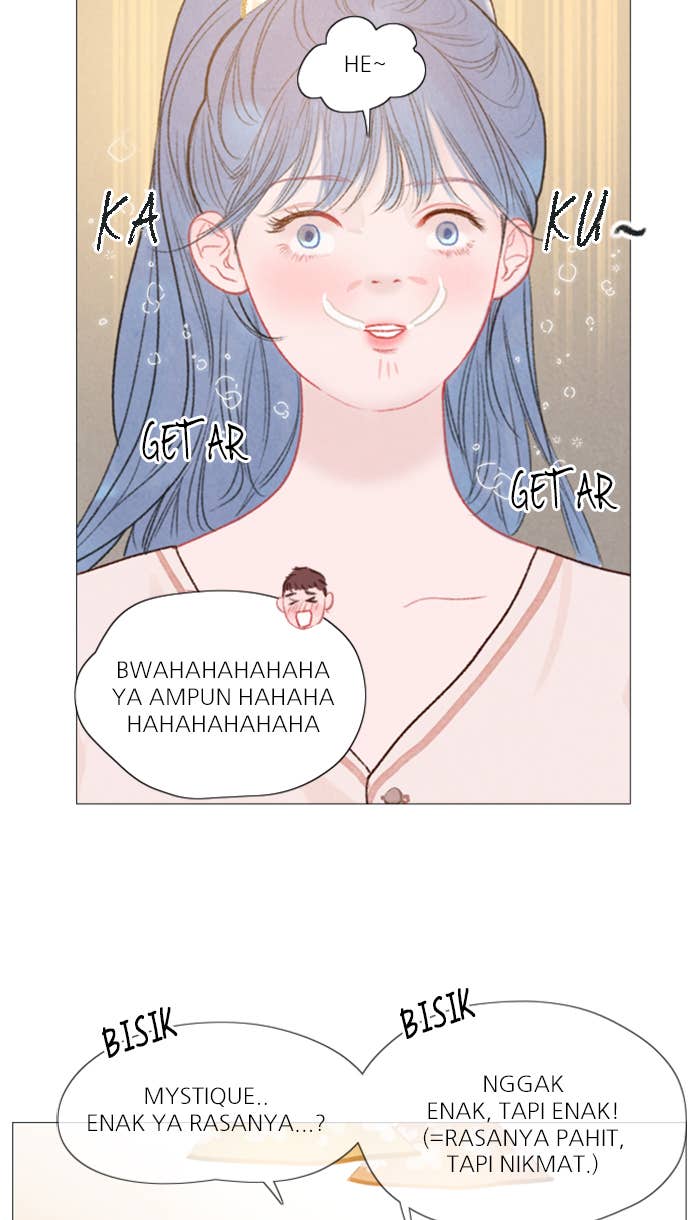 HE~
KA
KU~
GETAR
GETAR
BWAHAHAHAHAHA
YA AMPUN HAHAHA
HAHAHAHAHAHA
BISIK
BISIK
MYSTIQUE..
ENAK YA RASANYA...?
NGGAK
ENAK, TAPI ENAK!
(=RASANYA PAHIT,
TAPI NIKMAT.)